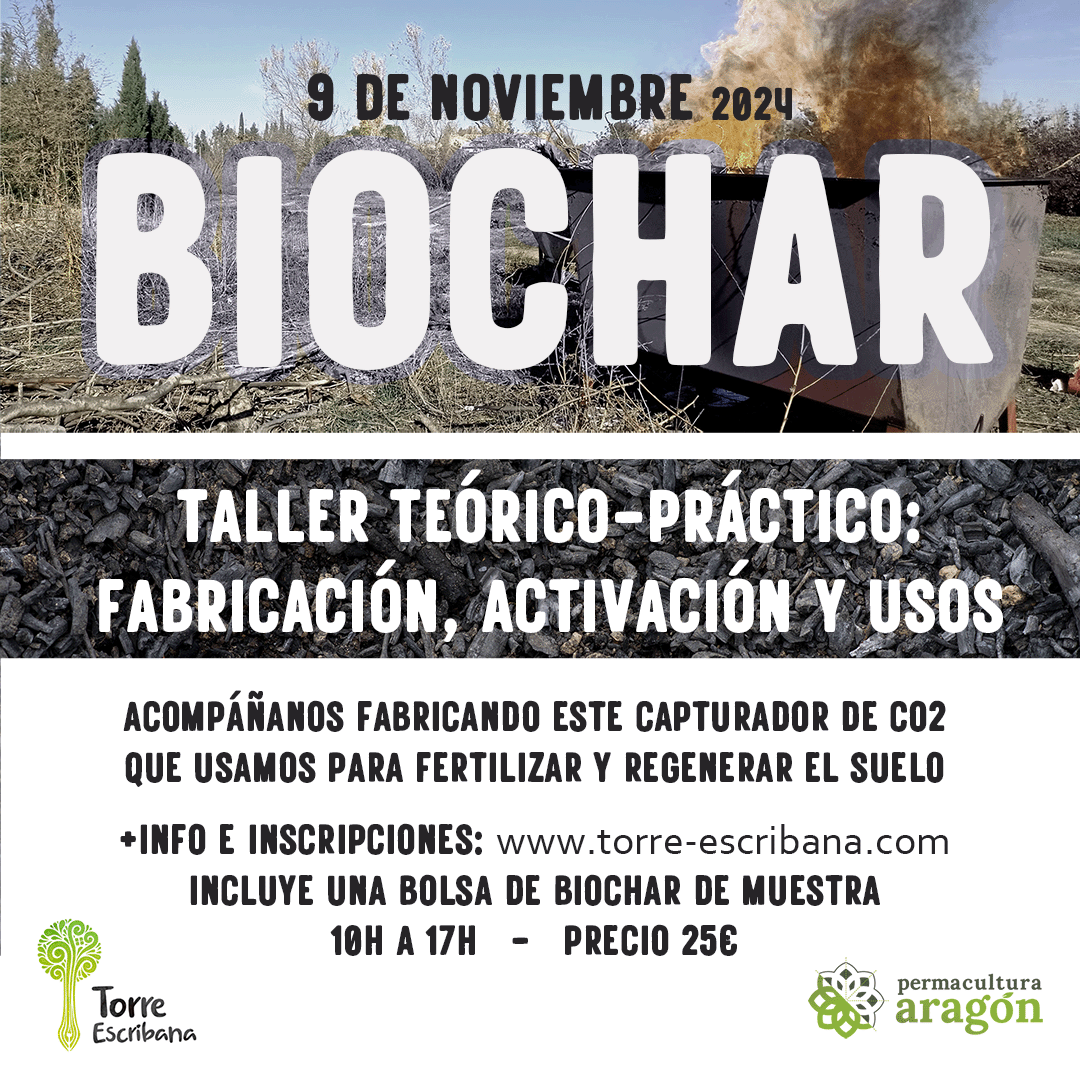 9 DE NOVIEMBRE 2024
BIOCHAR
TALLER TEÓRICO-PRÁCTICO:
FABRICACIÓN, ACTIVACIÓN Y USOS
ACOMPÁÑANOS FABRICANDO ESTE CAPTURADOR DE CO2
QUE USAMOS PARA FERTILIZAR Y REGENERAR EL SUELO
+INFO E INSCRIPCIONES: www.torre-escribana.com
INCLUYE UNA BOLSA DE BIOCHAR DE MUESTRA
10H A 17H - PRECIO 25€
Torre
Escribana
permacultura
aragón